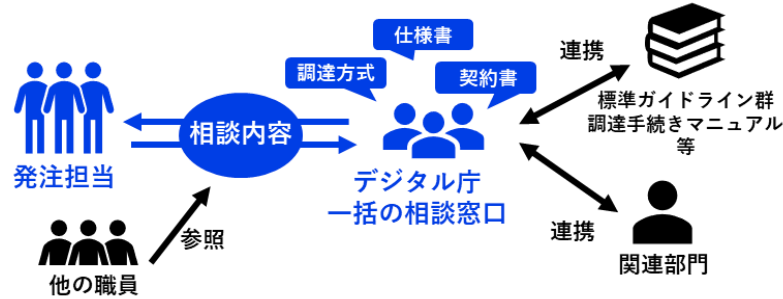 仕様書
調達方式
契約書
連携
標準ガイドライン群
調達手続きマニュアル
等
相談内容
発注担当
デジタル庁
一括の相談窓口
参照
他の職員
連携
関連部門